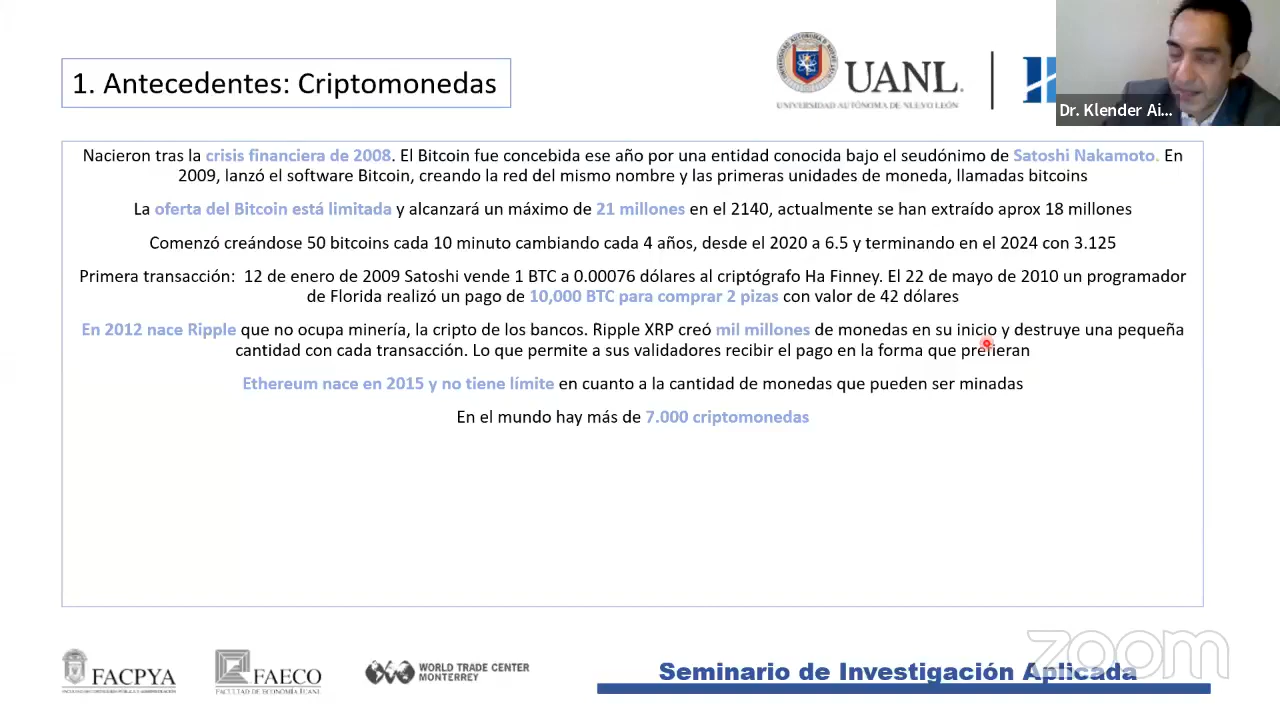 1. Antecedentes: Criptomonedas
UANL.
UNIVERSIDAD AUTÓNOMA DE NUEVO LEÓN
Dr. Klender Ai...
Nacieron tras la crisis financiera de 2008. El Bitcoin fue concebida ese año por una entidad conocida bajo el seudónimo de Satoshi Nakamoto. En
2009, lanzó el software Bitcoin, creando la red del mismo nombre y las primeras unidades de moneda, llamadas bitcoins
La oferta del Bitcoin está limitada y alcanzará un máximo de 21 millones en el 2140, actualmente se han extraído aprox 18 millones
Comenzó creándose 50 bitcoins cada 10 minuto cambiando cada 4 años, desde el 2020 a 6.5 y terminando en el 2024 con 3.125
Primera transacción: 12 de enero de 2009 Satoshi vende 1 BTC a 0.00076 dólares al criptógrafo Ha Finney. El 22 de mayo de 2010 un programador
de Florida realizó un pago de 10,000 BTC para comprar 2 pizas con valor de 42 dólares
En 2012 nace Ripple que no ocupa minería, la cripto de los bancos. Ripple XRP creó mil millones de monedas en su inicio y destruye una pequeña
cantidad con cada transacción. Lo que permite a sus validadores recibir el pago en la forma que prefieran
Ethereum nace en 2015 y no tiene límite en cuanto a la cantidad de monedas que pueden ser minadas
En el mundo hay más de 7.000 criptomonedas
FACPYA
FAECO
FACULTAD DE ECONOMÍA UANL
WORLD TRADE CENTER
MONTERREY
Seminario de Investigación Aplicada
zoom